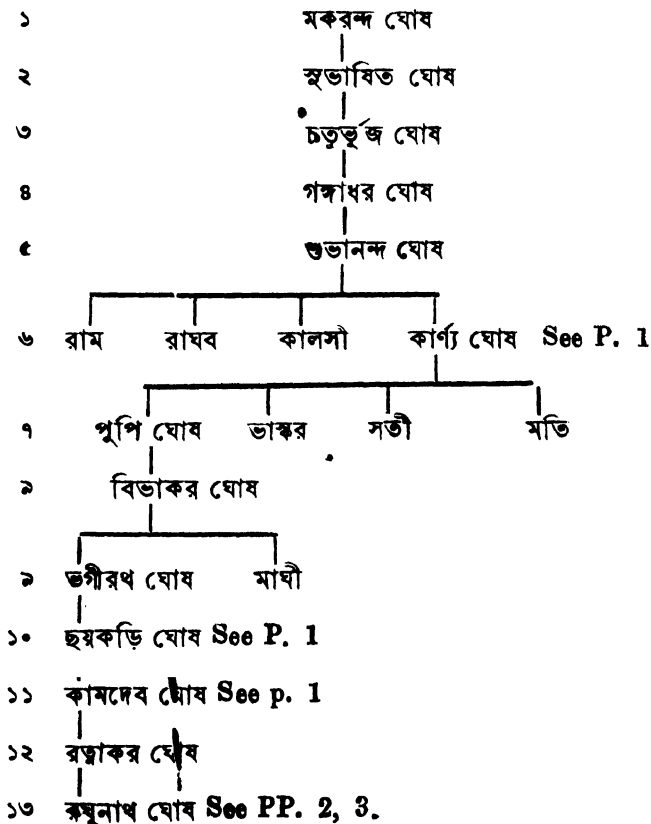 ১ মকরন্দ ঘোষ
২ সুভাষিত ঘোষ
৩ চতুর্ভূজ ঘোষ
৪ গঙ্গাধর ঘোষ
৫ শুভানন্দ ঘোষ
৬ রাম রাঘব কালসী কার্ণ্য ঘোষ See P. 1
৭ পুপি ঘোষ ভাস্কর সতী মতি
৯ বিভাকর ঘোষ
৯ ভগীরথ ঘোষ মাঘী
১০ ছয়কড়ি ঘোষ See P. 1
১১ কামদেব ঘোষ See p. 1
১২ রত্নাকর ঘোষ
১৩ রঘুনাথ ঘোষ See PP. 2, 3.